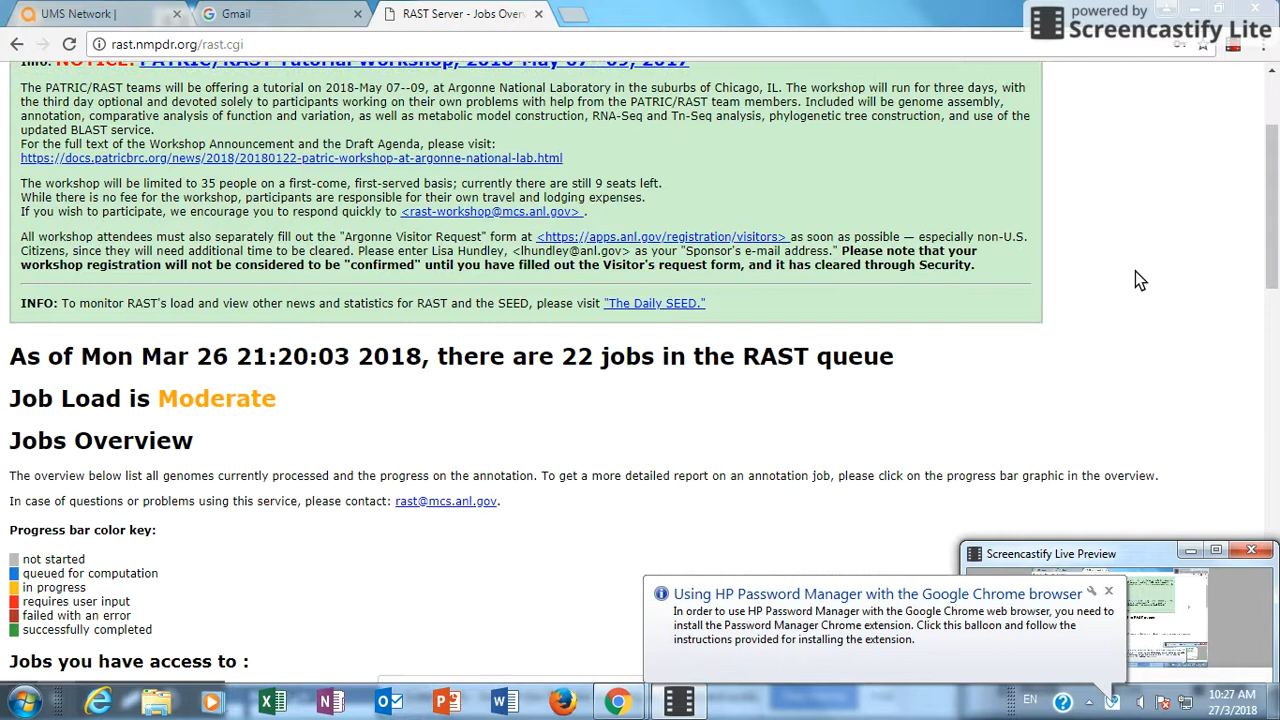 UMS Network |
Gmail
RAST Server - Jobs Over
powered by
Screencastify Lite
rast.nmpdr.org/rast.cgi
Info: NOTICE: PATRIC/RAST Tutorial Workshop, 2018-May 07--09, 2017
The PATRIC/RAST teams will be offering a tutorial on 2018-May 07--09, at Argonne National Laboratory in the suburbs of Chicago, IL. The workshop will run for three days, with
the third day optional and devoted solely to participants working on their own problems with help from the PATRIC/RAST team members. Included will be genome assembly,
annotation, comparative analysis of function and variation, as well as metabolic model construction, RNA-Seq and Tn-Seq analysis, phylogenetic tree construction, and use of the
updated BLAST service.
For the full text of the Workshop Announcement and the Draft Agenda, please visit:
https://docs.patricbrc.org/news/2018/20180122-patric-workshop-at-argonne-national-lab.html
The workshop will be limited to 35 people on a first-come, first-served basis; currently there are still 9 seats left.
While there is no fee for the workshop, participants are responsible for their own travel and lodging expenses.
If you wish to participate, we encourage you to respond quickly to <rast-workshop@mcs.anl.gov> .
All workshop attendees must also separately fill out the "Argonne Visitor Request" form at <https://apps.anl.gov/registration/visitors> as soon as possible — especially non-U.S.
Citizens, since they will need additional time to be cleared. Please enter Lisa Hundley, <lhundley@anl.gov> as your "Sponsor's e-mail address." Please note that your
workshop registration will not be considered to be "confirmed" until you have filled out the Visitor's request form, and it has cleared through Security.
INFO: To monitor RAST's load and view other news and statistics for RAST and the SEED, please visit "The Daily SEED."
As of Mon Mar 26 21:20:03 2018, there are 22 jobs in the RAST queue
Job Load is Moderate
Jobs Overview
The overview below list all genomes currently processed and the progress on the annotation. To get a more detailed report on an annotation job, please click on the progress bar graphic in the overview.
In case of questions or problems using this service, please contact: rast@mcs.anl.gov.
Progress bar color key:
not started
queued for computation
in progress
requires user input
failed with an error
successfully completed
Jobs you have access to :
Screencastify Live Preview
Using HP Password Manager with the Google Chrome browser
In order to use HP Password Manager with the Google Chrome web browser, you need to
install the Password Manager Chrome extension. Click this balloon and follow the
instructions provided for installing the extension.
EN
10:27 AM
27/3/2018